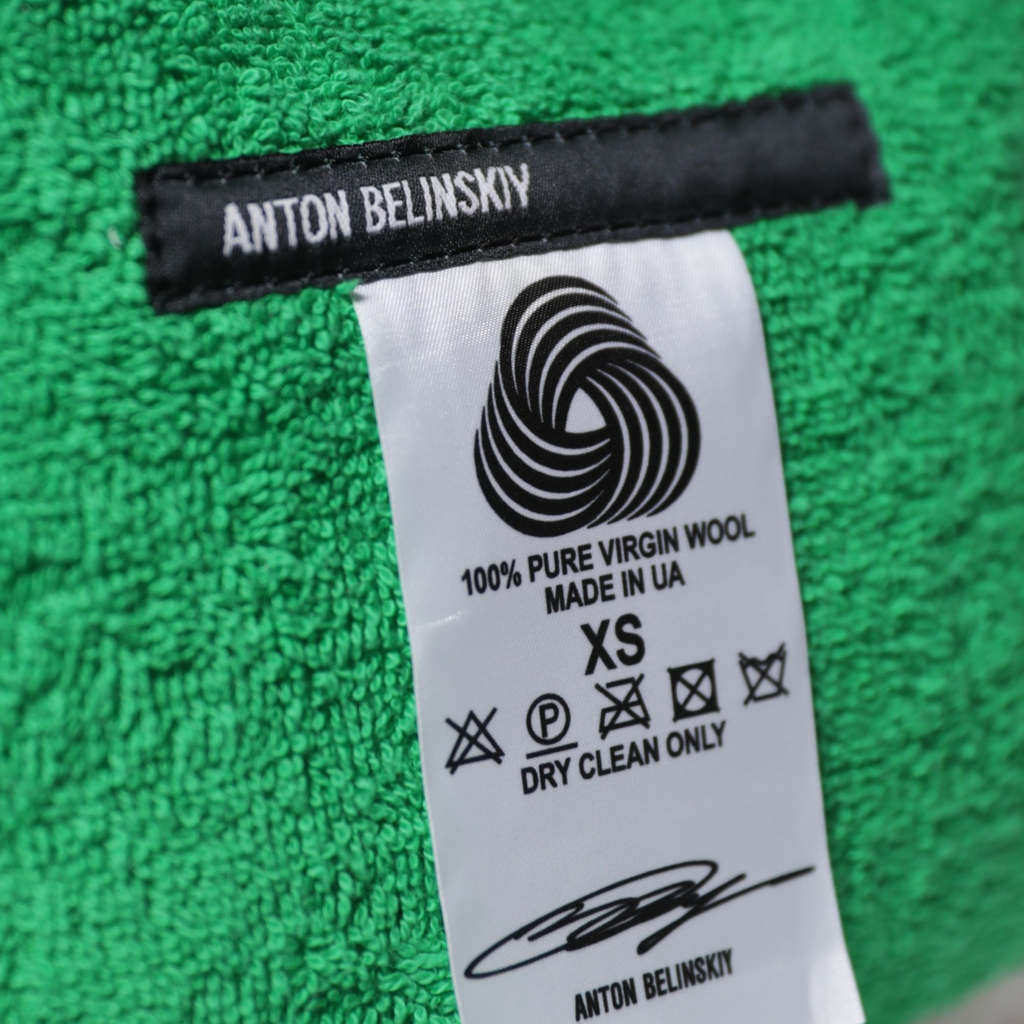 ANTON BELINSKIY
100% PURE VIRGIN WOOL
MADE IN UA
XS
P
DRY CLEAN ONLY
ANTON BELINSKIY